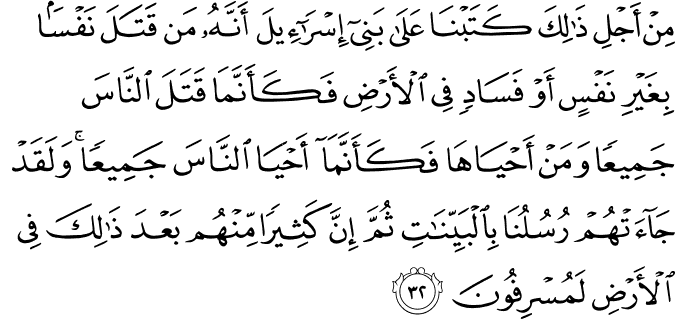 مِنْ أَجْلِ ذَٰلِكَ كَتَبْنَا عَلَىٰ بَنِىٓ إِسْرَٰٓءِيلَ أَنَّهُۥ مَن قَتَلَ نَفْسَۢا
بِغَيْرِ نَفْسٍ أَوْ فَسَادٍ فِى ٱلْأَرْضِ فَكَأَنَّمَا قَتَلَ ٱلنَّاسَ
جَمِيعًا وَمَنْ أَحْيَاهَا فَكَأَنَّمَآ أَحْيَا ٱلنَّاسَ جَمِيعًا ۚ وَلَقَدْ
جَآءَتْهُمْ رُسُلُنَا بِٱلْبَيِّنَٰتِ ثُمَّ إِنَّ كَثِيرًا مِّنْهُم بَعْدَ ذَٰلِكَ فِى
ٱلْأَرْضِ لَمُسْرِفُونَ ٣٢